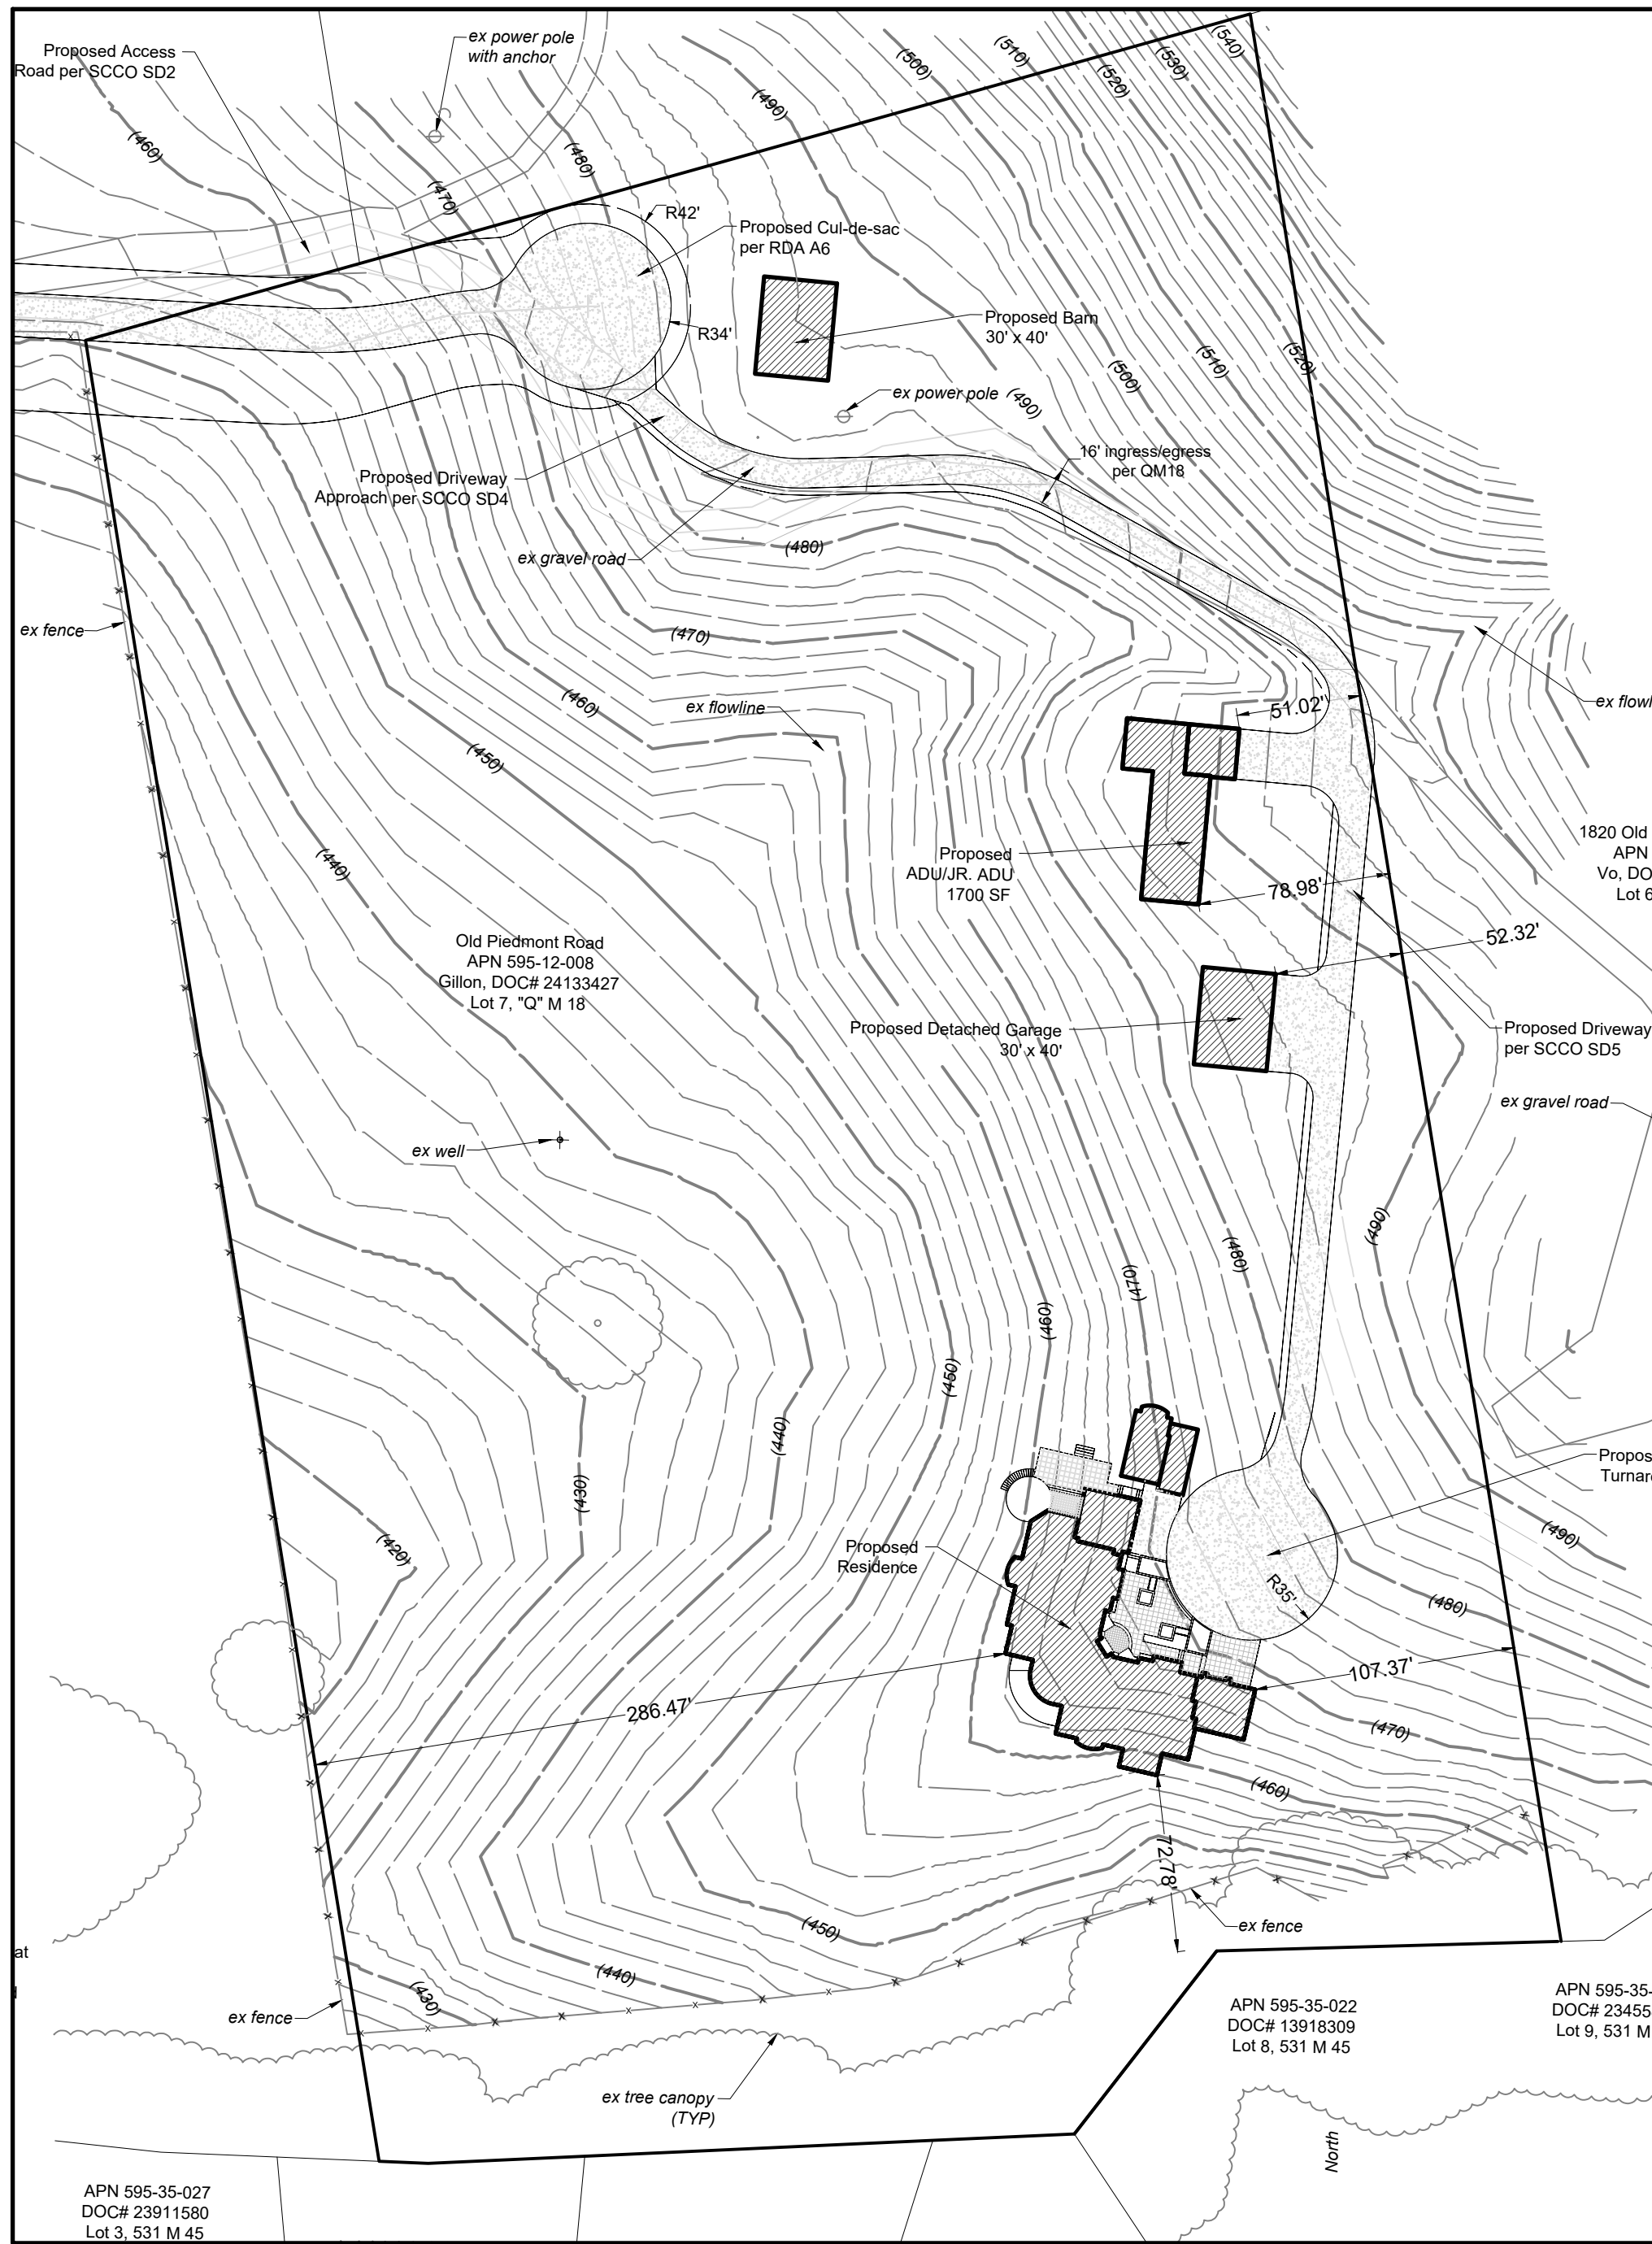 Proposed Access
Road per SCCO SD2
ex power pole
with anchor
(460)
(470)
(480)
(490)
(500)
(510)
(520)
(530)
(540)
R42'
Proposed Cul-de-sac
per RDA A6
R34'
Proposed Barn
30' x 40'
(500)
(510)
(520)
ex power pole
(490)
16' ingress/egress
per QM18
Proposed Driveway
Approach per SCCO SD4
ex gravel road
(480)
ex fence
(470)
(460)
ex flowline
(450)
51.02'
(440)
Proposed
ADU/JR. ADU
1700 SF
78.98'
1820 Old
APN
Vo, DO
Lot 6
52.32'
Old Piedmont Road
APN 595-12-008
Gillon, DOC# 24133427
Lot 7, "Q" M 18
Proposed Detached Garage
30' x 40'
Proposed Driveway
per SCCO SD5
ex gravel road
ex well
(490)
(480)
(470)
(460)
(450)
(440)
(430)
(420)
Propos
Proposed
Residence
(490)
R35'
(480)
107.37'
286.47'
(470)
(460)
72.78'
(450)
ex fence
(440)
(430)
at
ex fence
APN 595-35-022
DOC# 13918309
Lot 8, 531 M 45
APN 595-35-
DOC# 23455
Lot 9, 531 M
ex tree canopy
(TYP)
North
APN 595-35-027
DOC# 23911580
Lot 3, 531 M 45